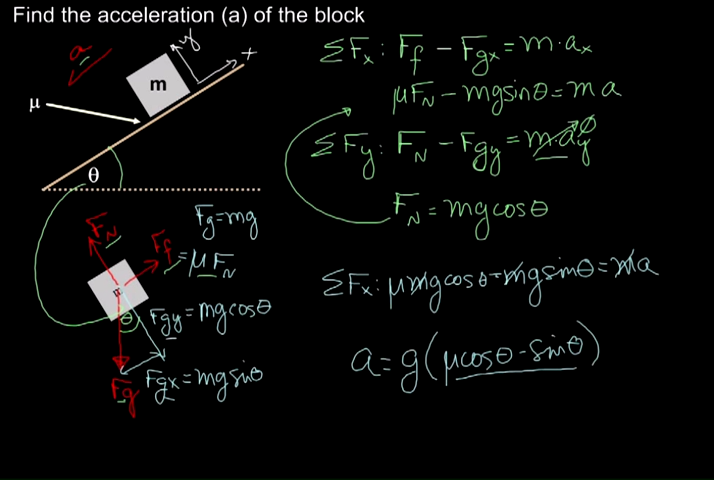 Find the acceleration (a) of the block
a
y
x
m
μ
θ
ΣFx: Ff - Fgx = m·ax
μFN - mgsinθ = ma
ΣFy: FN - Fgy = m·ay 0
FN = mgcosθ
FN
Fg = mg
Ff = μFN
θ
Fgy = mgcosθ
Fgx = mgsinθ
Fg
ΣFx: μmgcosθ - mgsinθ = ma
a = g(μcosθ - sinθ)